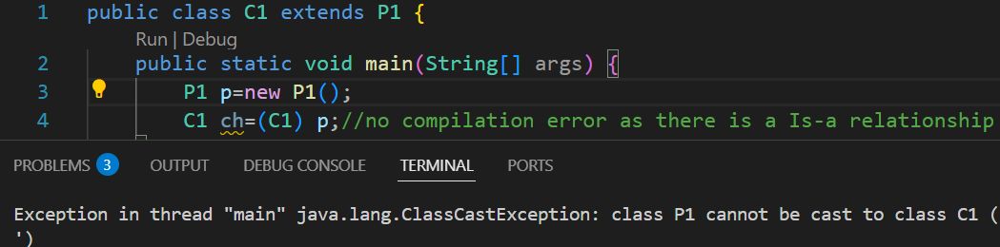 1 public class C1 extends P1 {
Run | Debug
2 public static void main(String[] args) {
3 P1 p=new P1();
4 C1 ch=(C1) p;//no compilation error as there is a Is-a relationship
PROBLEMS 3 OUTPUT DEBUG CONSOLE TERMINAL PORTS
Exception in thread "main" java.lang.ClassCastException: class P1 cannot be cast to class C1 (
')